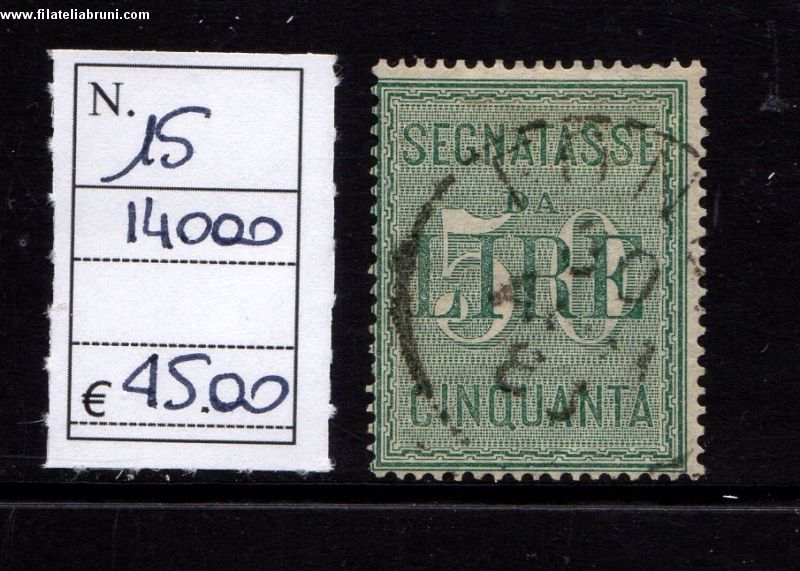 www.filateliabruni.com
N.
15
14000
€ 45.00
SEGNATASSE
DA
50
LIRE
CINQUANTA